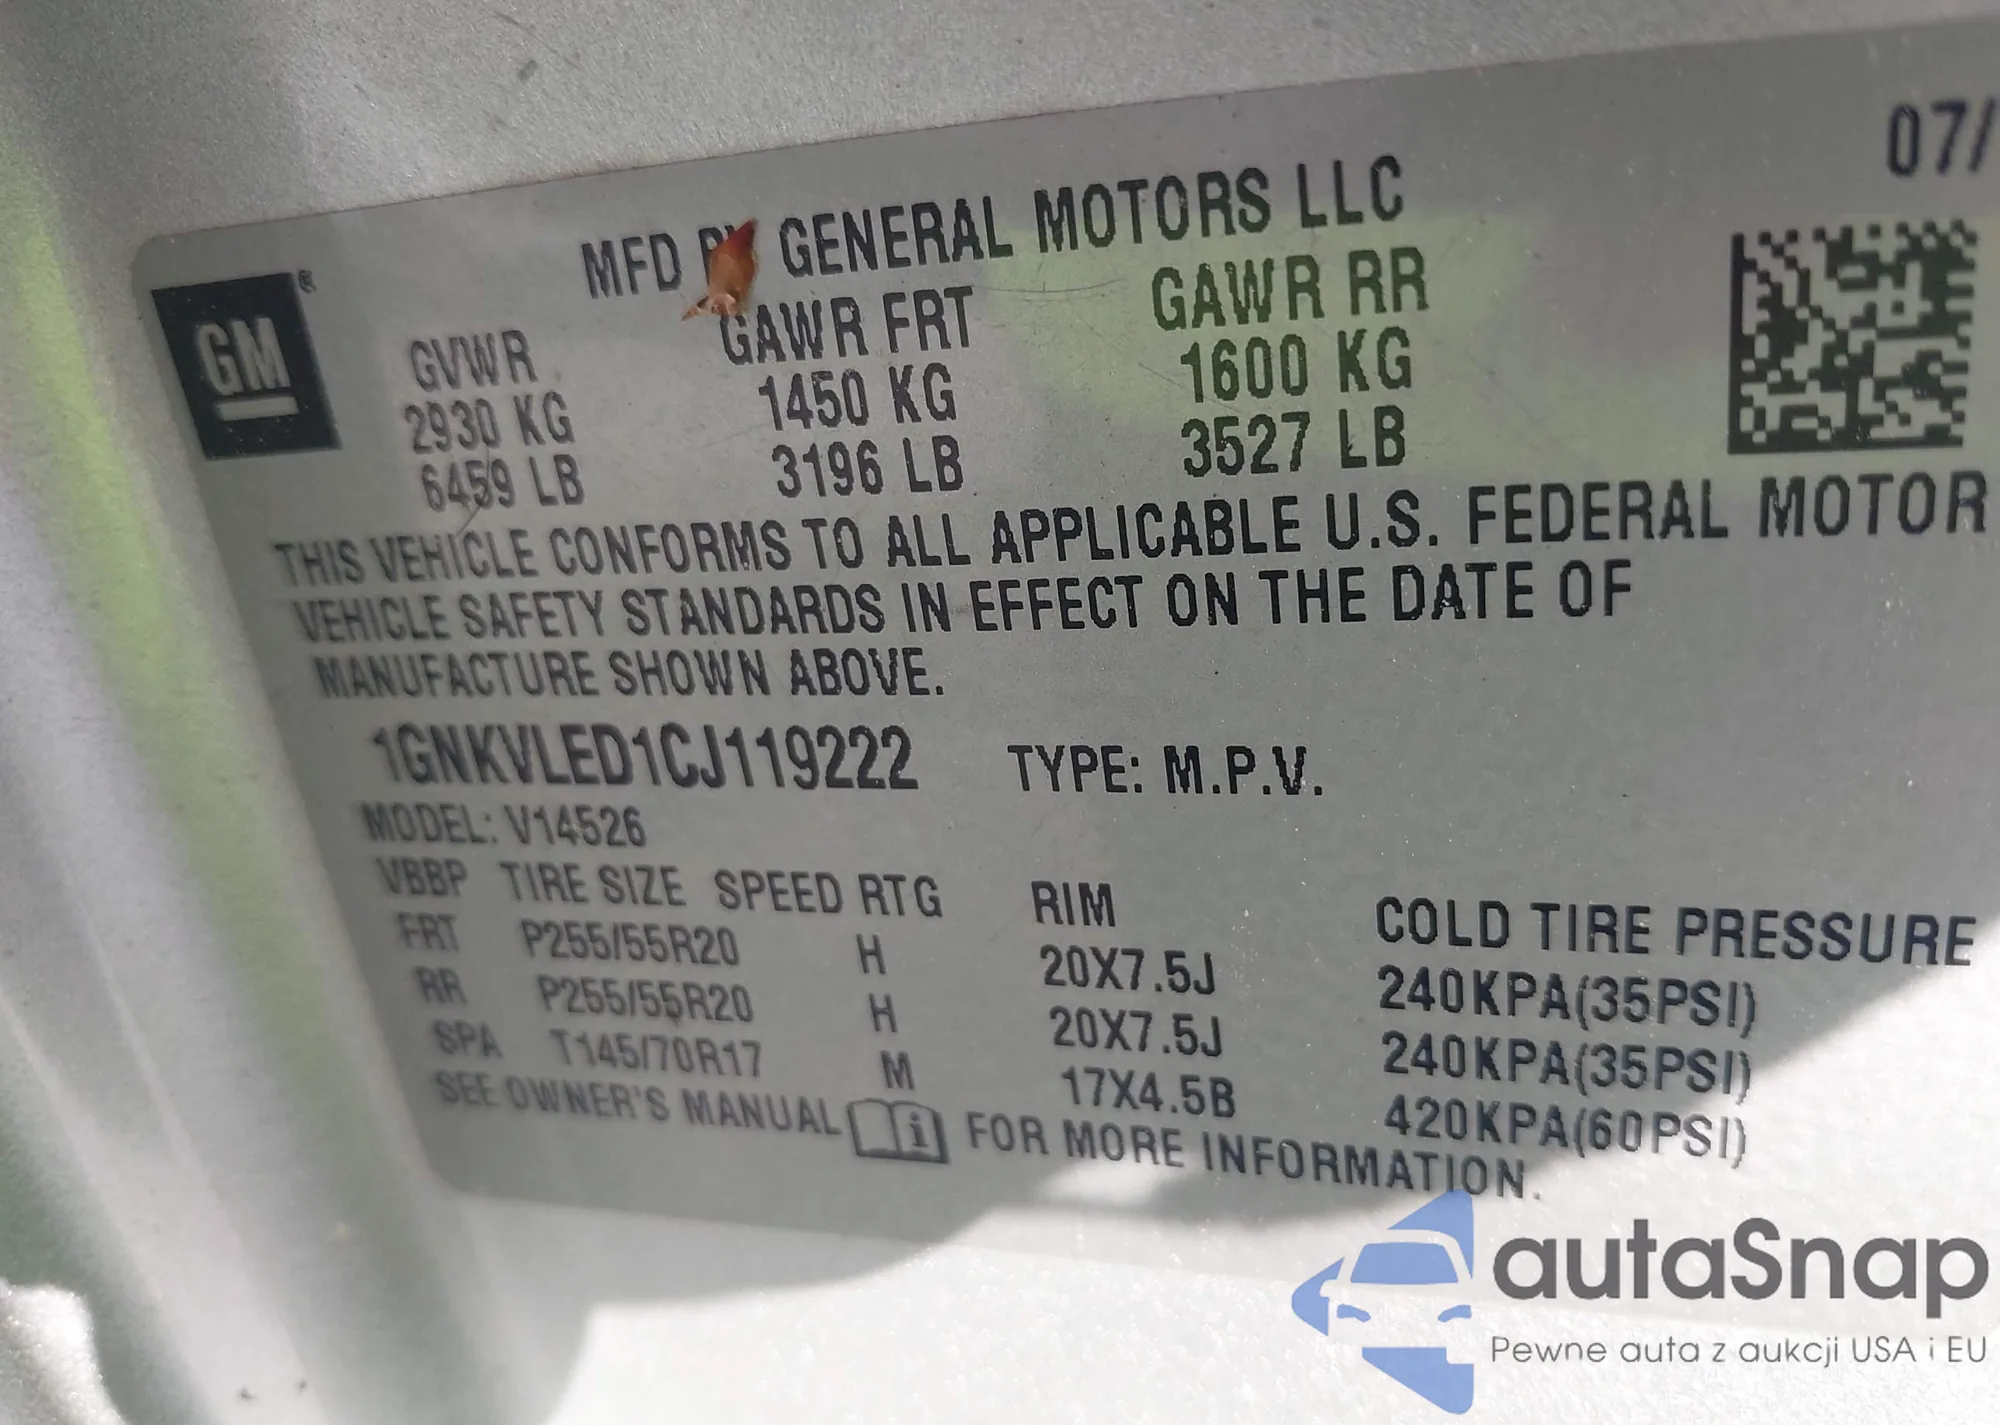 07/
MFD BY GENERAL MOTORS LLC
GM®
GVWR GAWR FRT GAWR RR
2930 KG 1450 KG 1600 KG
6459 LB 3196 LB 3527 LB
THIS VEHICLE CONFORMS TO ALL APPLICABLE U.S. FEDERAL MOTOR
VEHICLE SAFETY STANDARDS IN EFFECT ON THE DATE OF
MANUFACTURE SHOWN ABOVE.
1GNKVLED1CJ119222 TYPE: M.P.V.
MODEL: V14526
VBBP TIRE SIZE SPEED RTG RIM COLD TIRE PRESSURE
FRT P255/55R20 H 20X7.5J 240KPA(35PSI)
RR P255/55R20 H 20X7.5J 240KPA(35PSI)
SPA T145/70R17 M 17X4.5B 420KPA(60PSI)
SEE OWNER'S MANUAL i FOR MORE INFORMATION.
autaSnap
Pewne auta z aukcji USA i EU